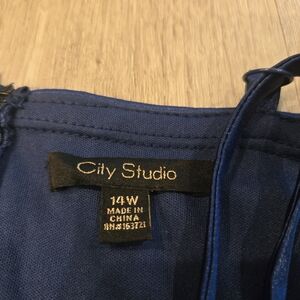 City Studio
14W
MADE IN
CHINA
RN#163721